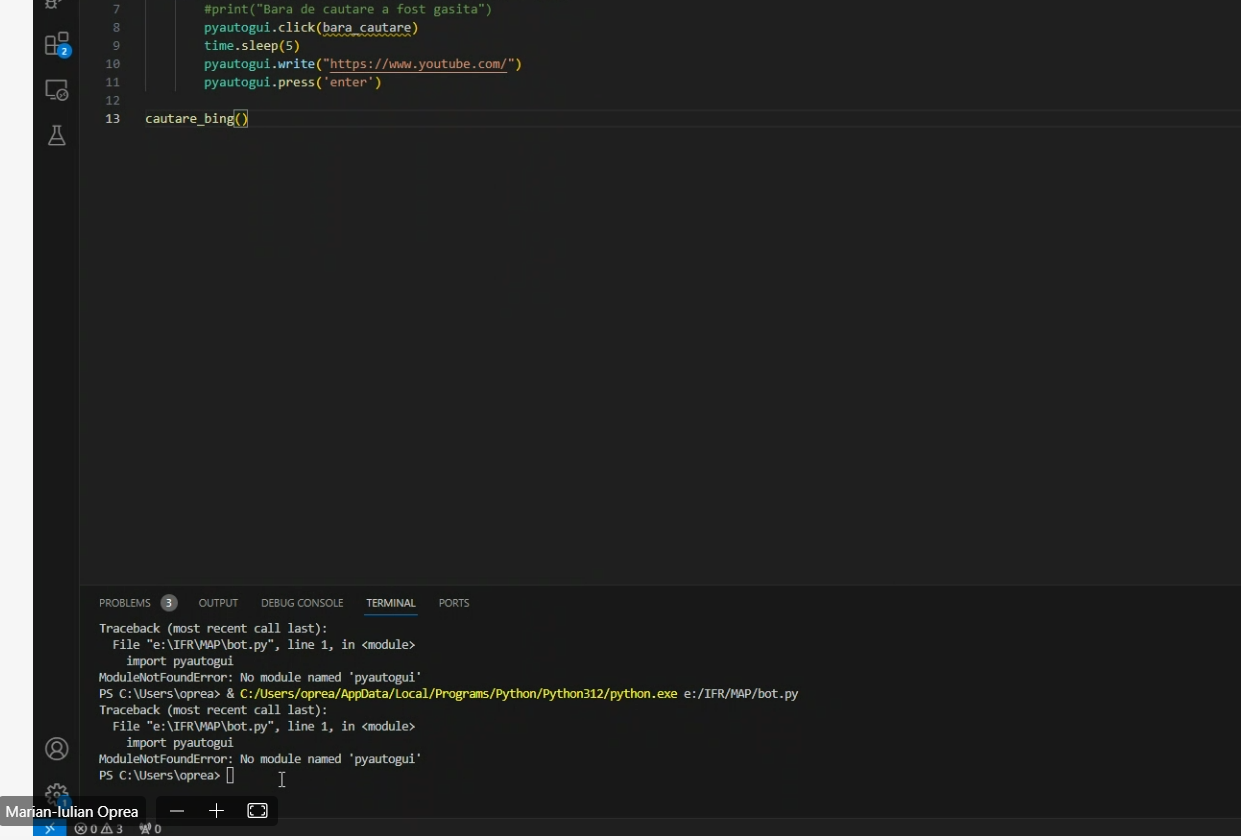 7 #print("Bara de cautare a fost gasita")
8 pyautogui.click(bara_cautare)
9 time.sleep(5)
10 pyautogui.write("https://www.youtube.com/")
11 pyautogui.press('enter')
12
13 cautare_bing()
2
PROBLEMS 3 OUTPUT DEBUG CONSOLE TERMINAL PORTS
Traceback (most recent call last):
File "e:\IFR\MAP\bot.py", line 1, in <module>
import pyautogui
ModuleNotFoundError: No module named 'pyautogui'
PS C:\Users\oprea> & C:/Users/oprea/AppData/Local/Programs/Python/Python312/python.exe e:/IFR/MAP/bot.py
Traceback (most recent call last):
File "e:\IFR\MAP\bot.py", line 1, in <module>
import pyautogui
ModuleNotFoundError: No module named 'pyautogui'
PS C:\Users\oprea>
1
Marian-Iulian Oprea
0 3 0